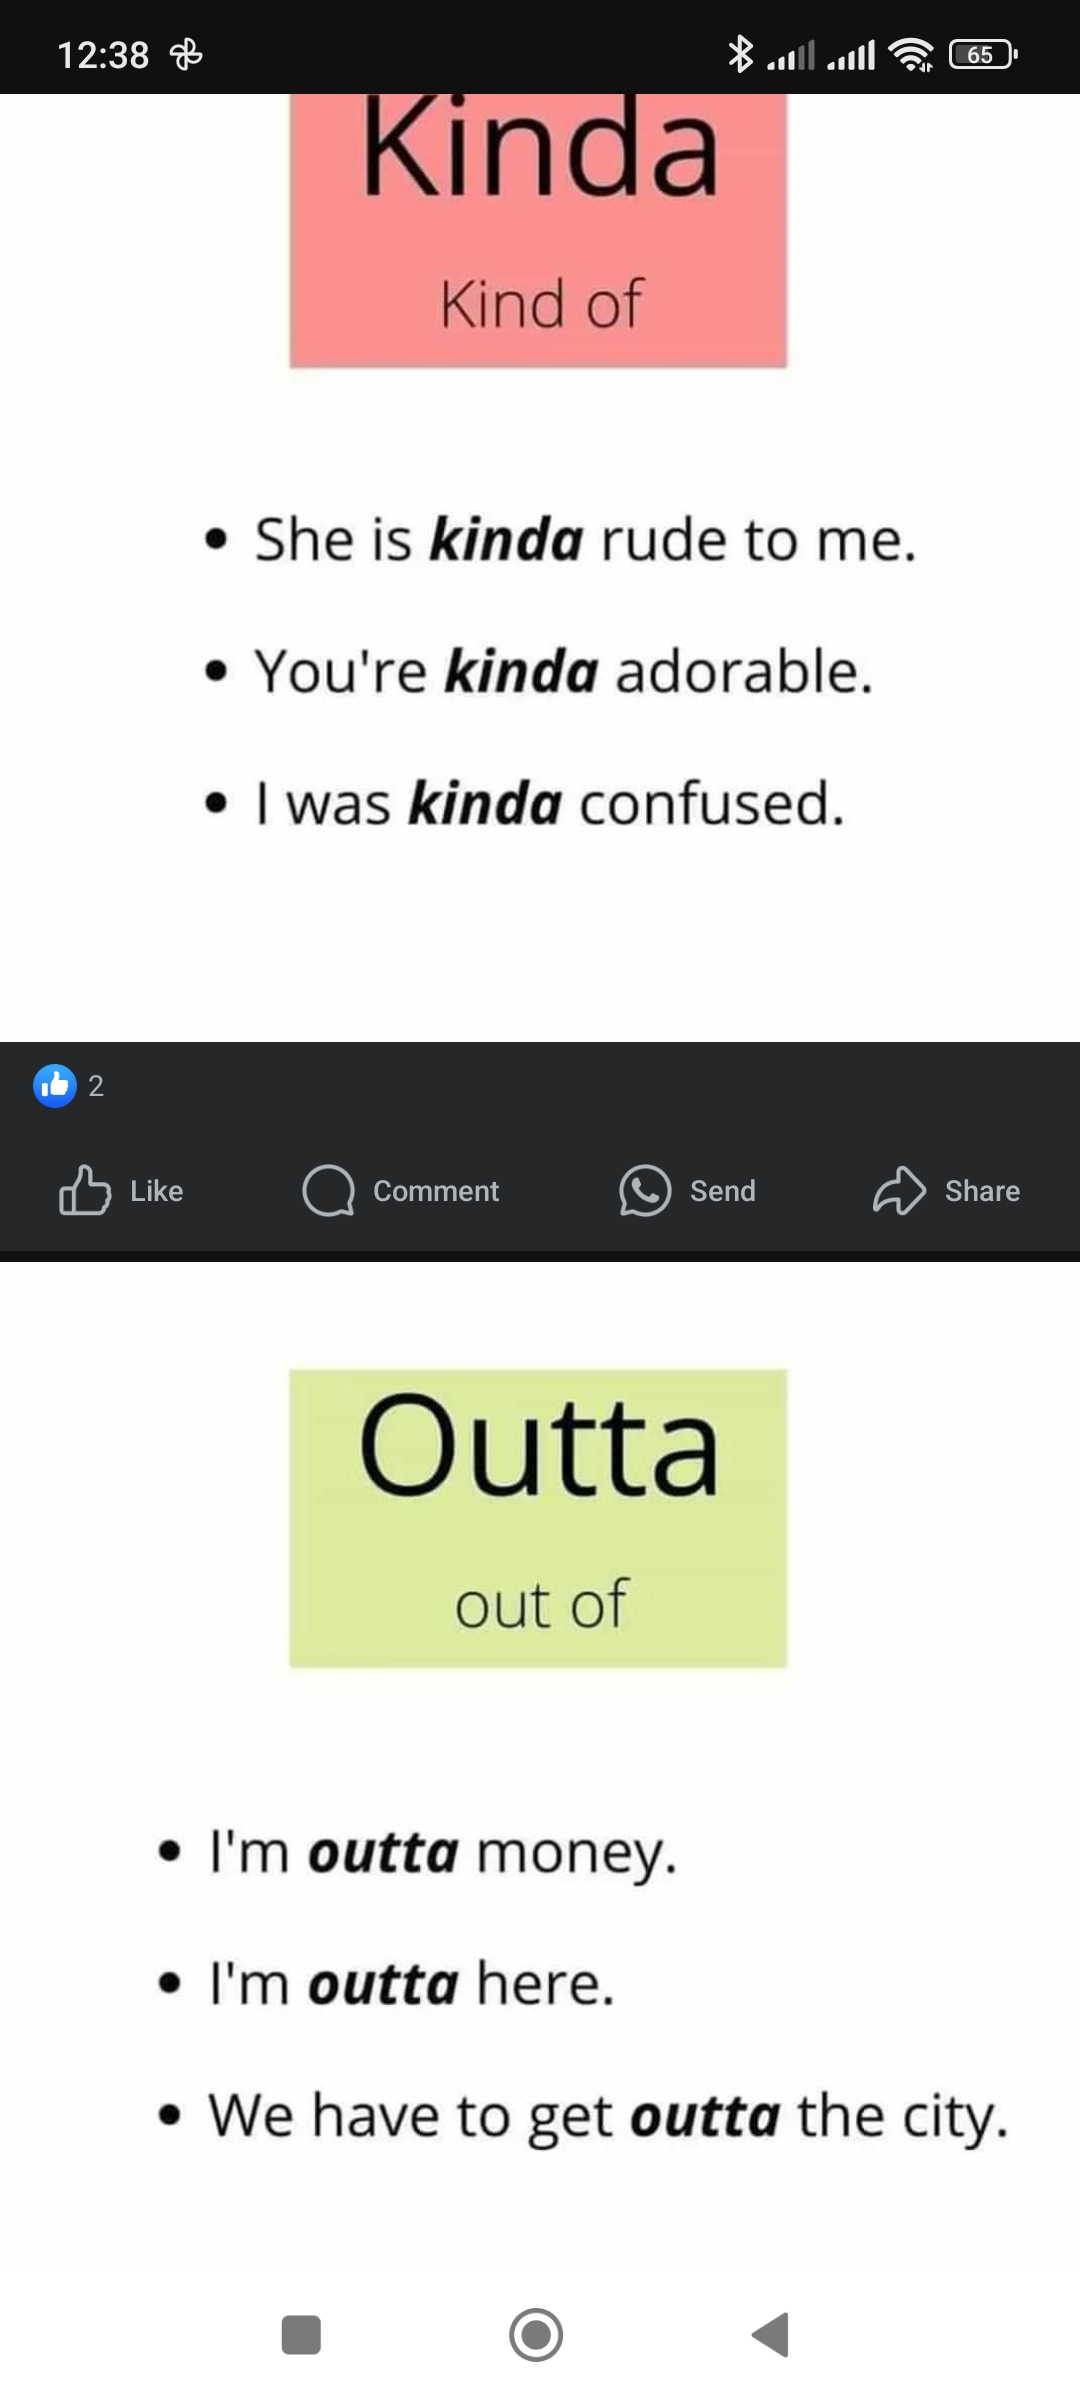 12:38
65
Kinda
Kind of
• She is kinda rude to me.
• You're kinda adorable.
• I was kinda confused.
2
Like Comment Send Share
Outta
out of
• I'm outta money.
• I'm outta here.
• We have to get outta the city.